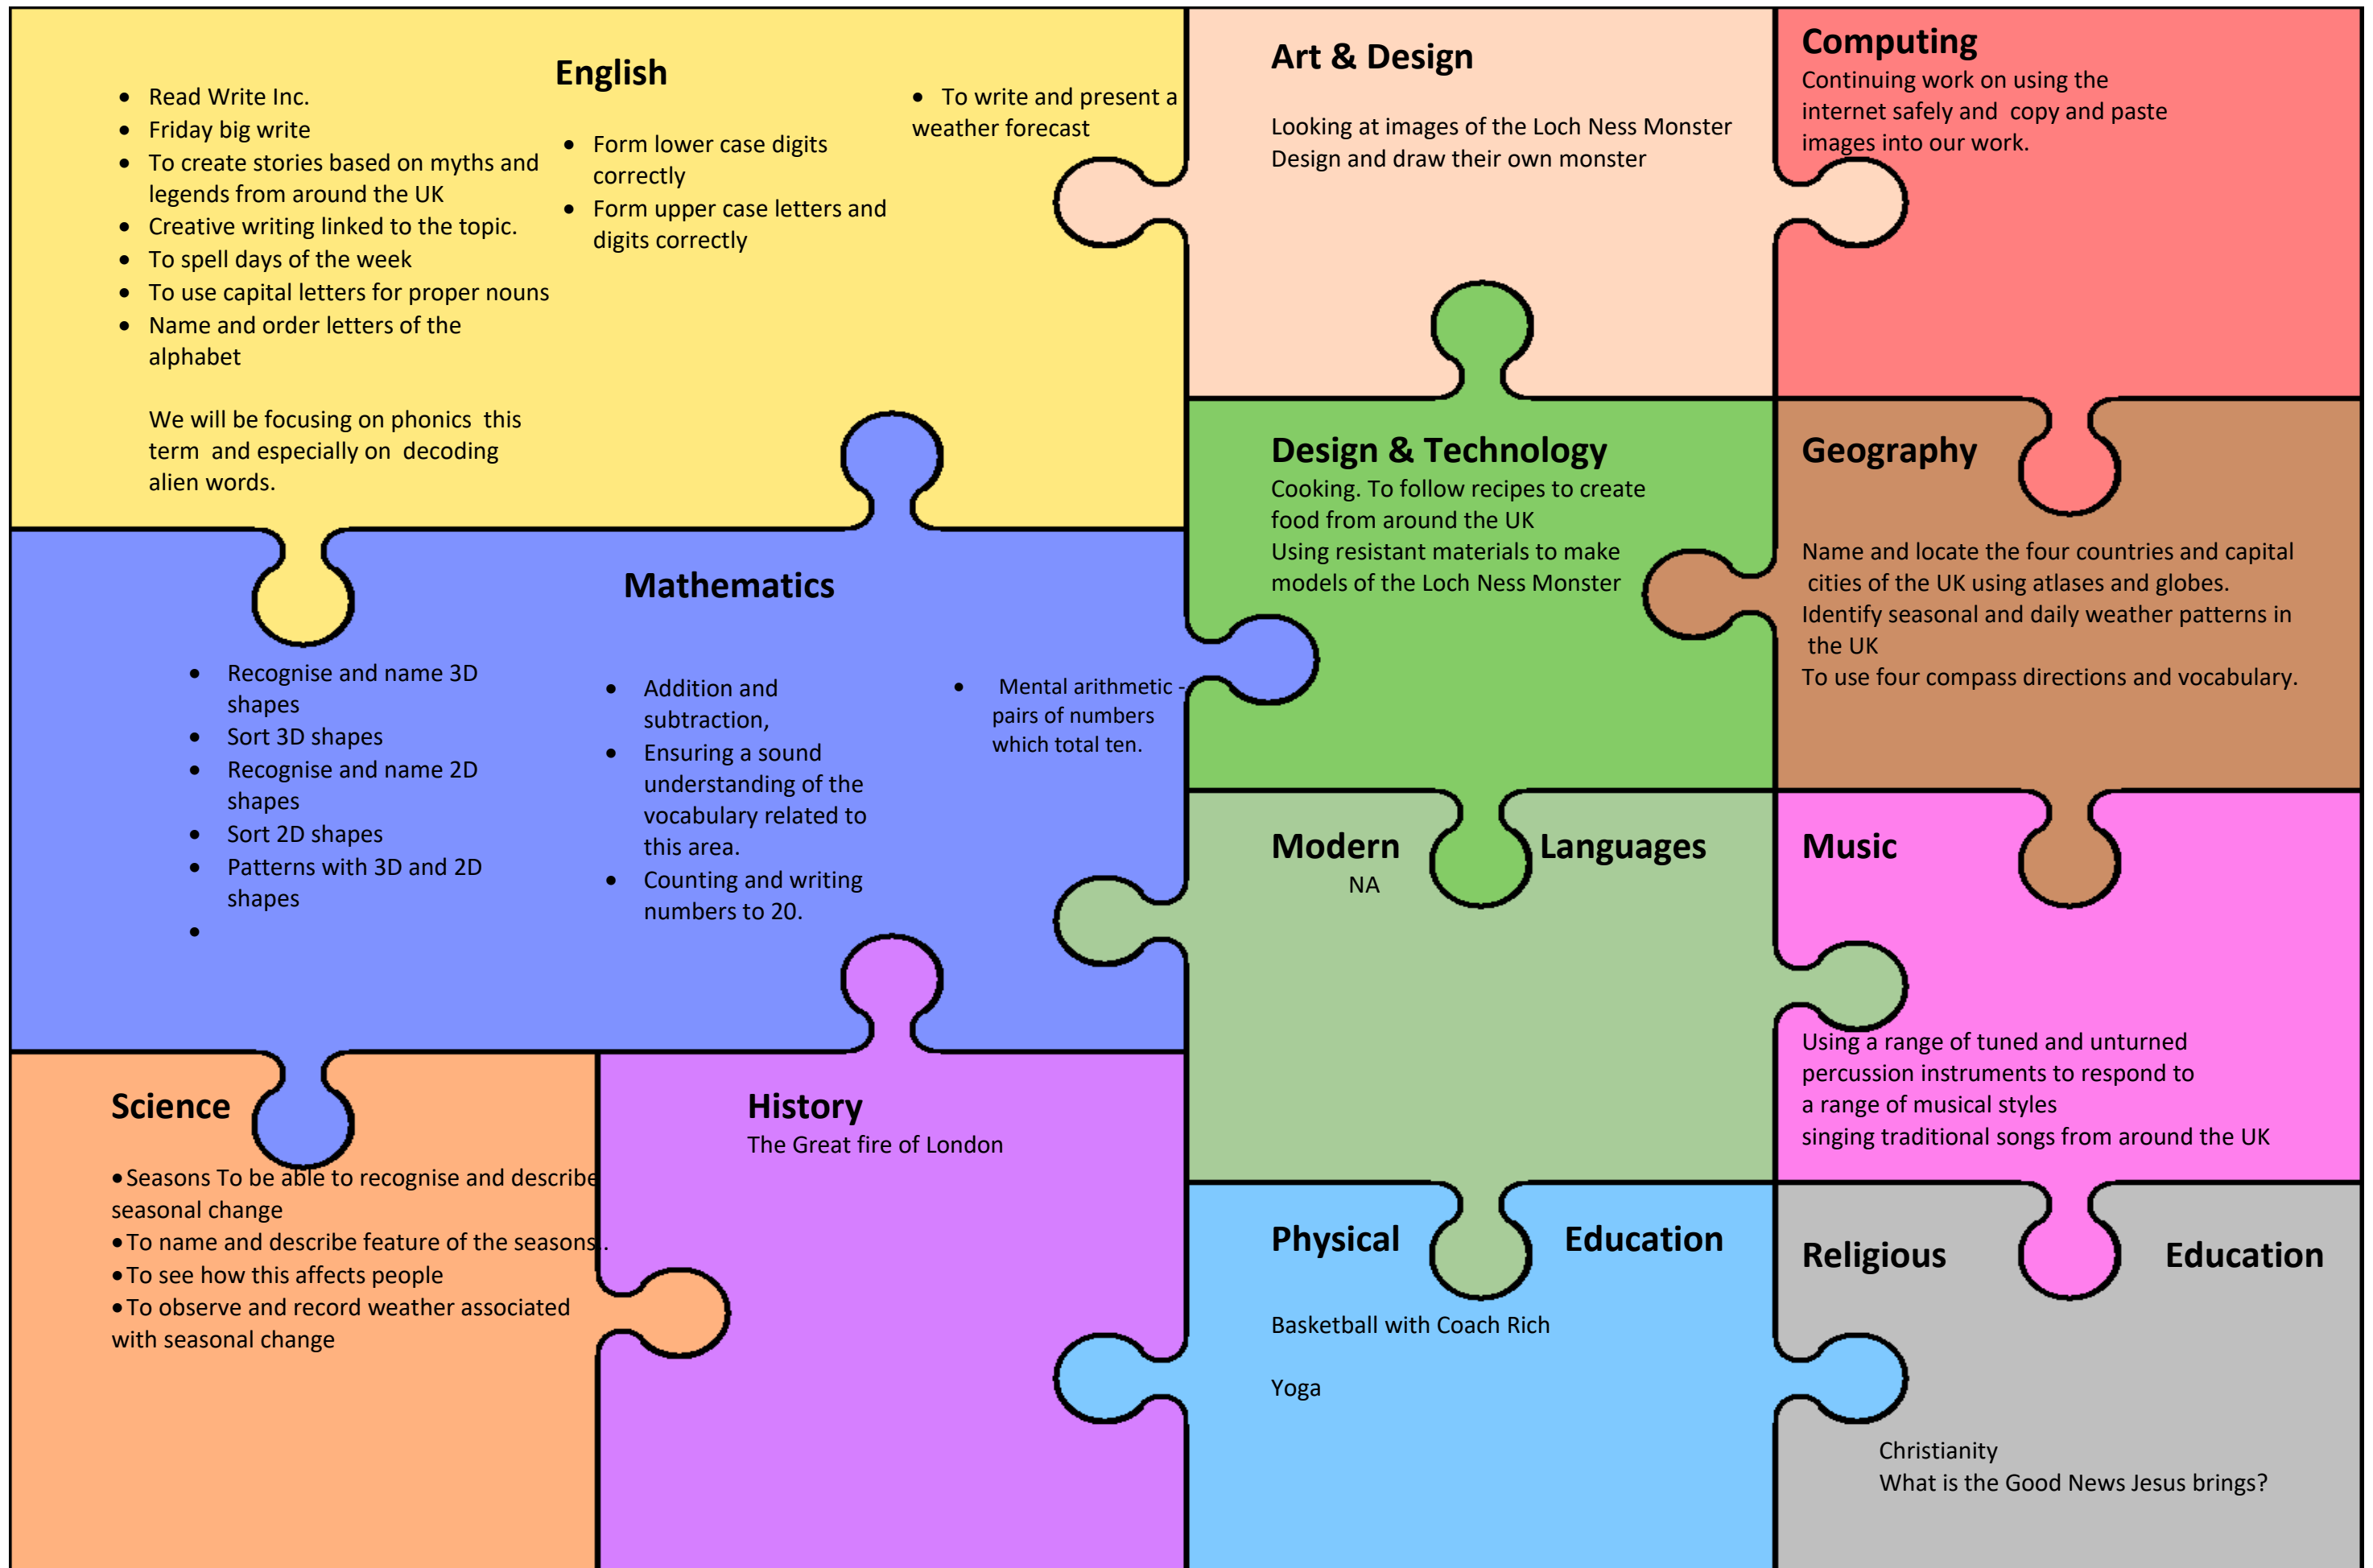 English
• Read Write Inc.
• Friday big write
• To create stories based on myths and
legends from around the UK
• Creative writing linked to the topic.
• To spell days of the week
• To use capital letters for proper nouns
• Name and order letters of the
alphabet
We will be focusing on phonics this
term and especially on decoding
alien words.
• Form lower case digits
correctly
• Form upper case letters and
digits correctly
• To write and present a
weather forecast
Art & Design
Looking at images of the Loch Ness Monster
Design and draw their own monster
Computing
Continuing work on using the
internet safely and copy and paste
images into our work.
Mathematics
• Recognise and name 3D
shapes
• Sort 3D shapes
• Recognise and name 2D
shapes
• Sort 2D shapes
• Patterns with 3D and 2D
shapes
•
• Addition and
subtraction,
• Ensuring a sound
understanding of the
vocabulary related to
this area.
• Counting and writing
numbers to 20.
• Mental arithmetic -
pairs of numbers
which total ten.
Design & Technology
Cooking. To follow recipes to create
food from around the UK
Using resistant materials to make
models of the Loch Ness Monster
Geography
Name and locate the four countries and capital
cities of the UK using atlases and globes.
Identify seasonal and daily weather patterns in
the UK
To use four compass directions and vocabulary.
Modern Languages
NA
Music
Using a range of tuned and unturned
percussion instruments to respond to
a range of musical styles
singing traditional songs from around the UK
Science
• Seasons To be able to recognise and describe
seasonal change
• To name and describe feature of the seasons..
• To see how this affects people
• To observe and record weather associated
with seasonal change
History
The Great fire of London
Physical Education
Basketball with Coach Rich
Yoga
Religious Education
Christianity
What is the Good News Jesus brings?